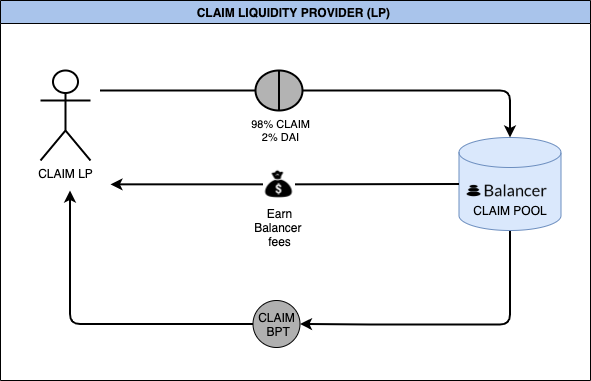 CLAIM LIQUIDITY PROVIDER (LP)
98% CLAIM
2% DAI
CLAIM LP
$
Balancer
CLAIM POOL
Earn
Balancer
fees
CLAIM
BPT